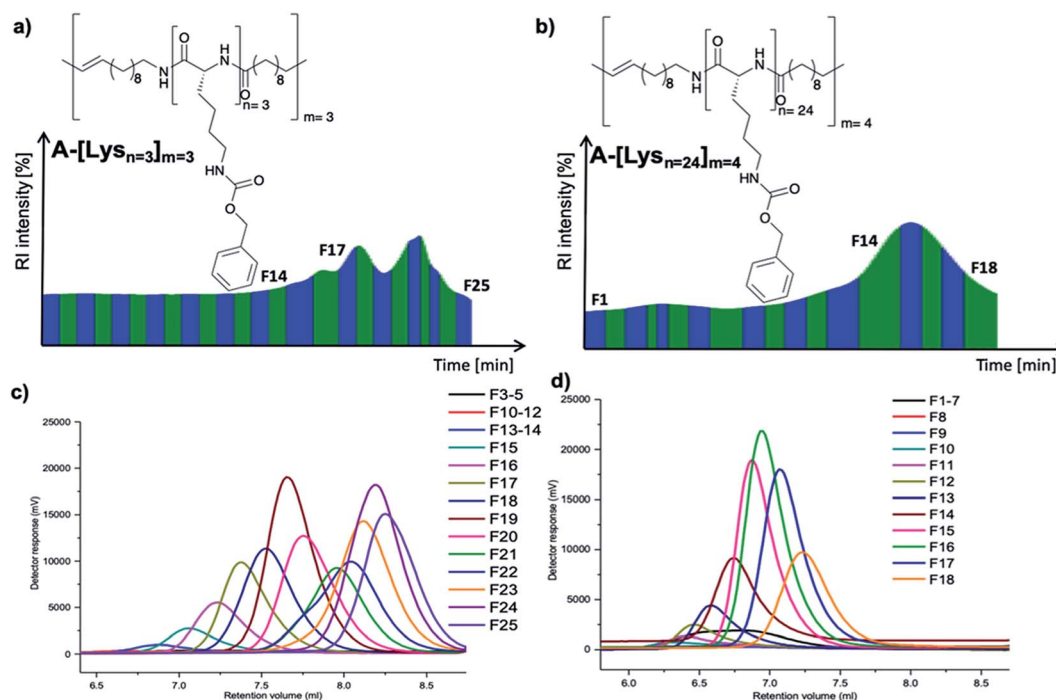 a)
O
H
N
8
N
H
n= 3
O
8
m= 3
A-[Lysn=3]m=3
NH
O
O
RI intensity [%]
F14
F17
F25
Time [min]
b)
O
H
N
8
N
H
n= 24
O
8
m= 4
A-[Lysn=24]m=4
NH
O
O
RI intensity [%]
F1
F14
F18
Time [min]
c)
Detector response (mV)
25000
20000
15000
10000
5000
0
6.5 7.0 7.5 8.0 8.5
Retention volume (ml)
F3-5
F10-12
F13-14
F15
F16
F17
F18
F19
F20
F21
F22
F23
F24
F25
d)
Detector response (mV)
25000
20000
15000
10000
5000
0
6.0 6.5 7.0 7.5 8.0 8.5
Retention volume (ml)
F1-7
F8
F9
F10
F11
F12
F13
F14
F15
F16
F17
F18